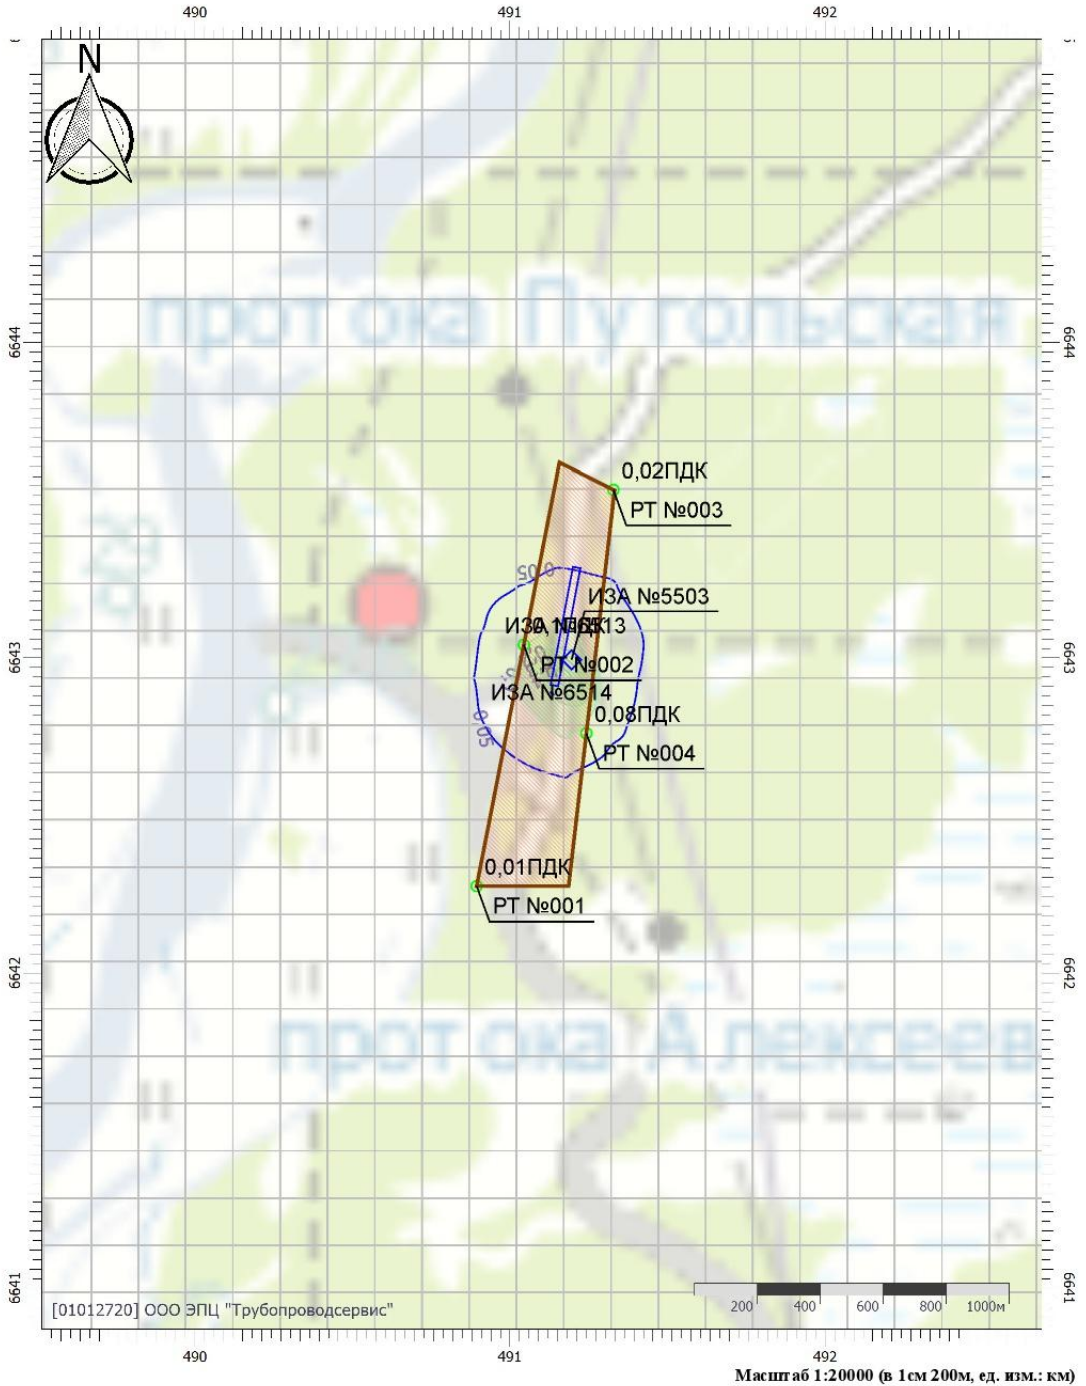 490
491
492
N
протока Пугольская
6644
6644
0,02ПДК
РТ №003
0,05
ИЗА №5503
ИЗА №6513
6643
6643
РТ №002
ИЗА №6514
0,08ПДК
0,05
РТ №004
0,01ПДК
РТ №001
6642
6642
протока Алексеев
6641
6641
[01012720] ООО ЭПЦ "Трубопроводсервис"
200
400
600
800
1000м
490
491
492
Масштаб 1:20000 (в 1см 200м, ед. изм.: км)